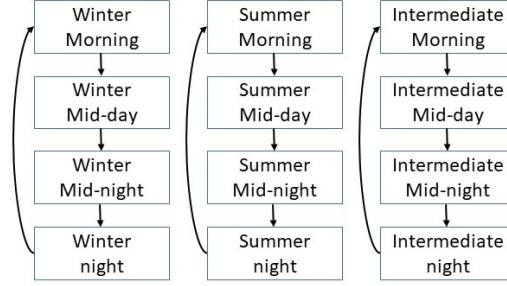 Winter
Morning
Winter
Mid-day
Winter
Mid-night
Winter
night
Summer
Morning
Summer
Mid-day
Summer
Mid-night
Summer
night
Intermediate
Morning
Intermediate
Mid-day
Intermediate
Mid-night
Intermediate
night